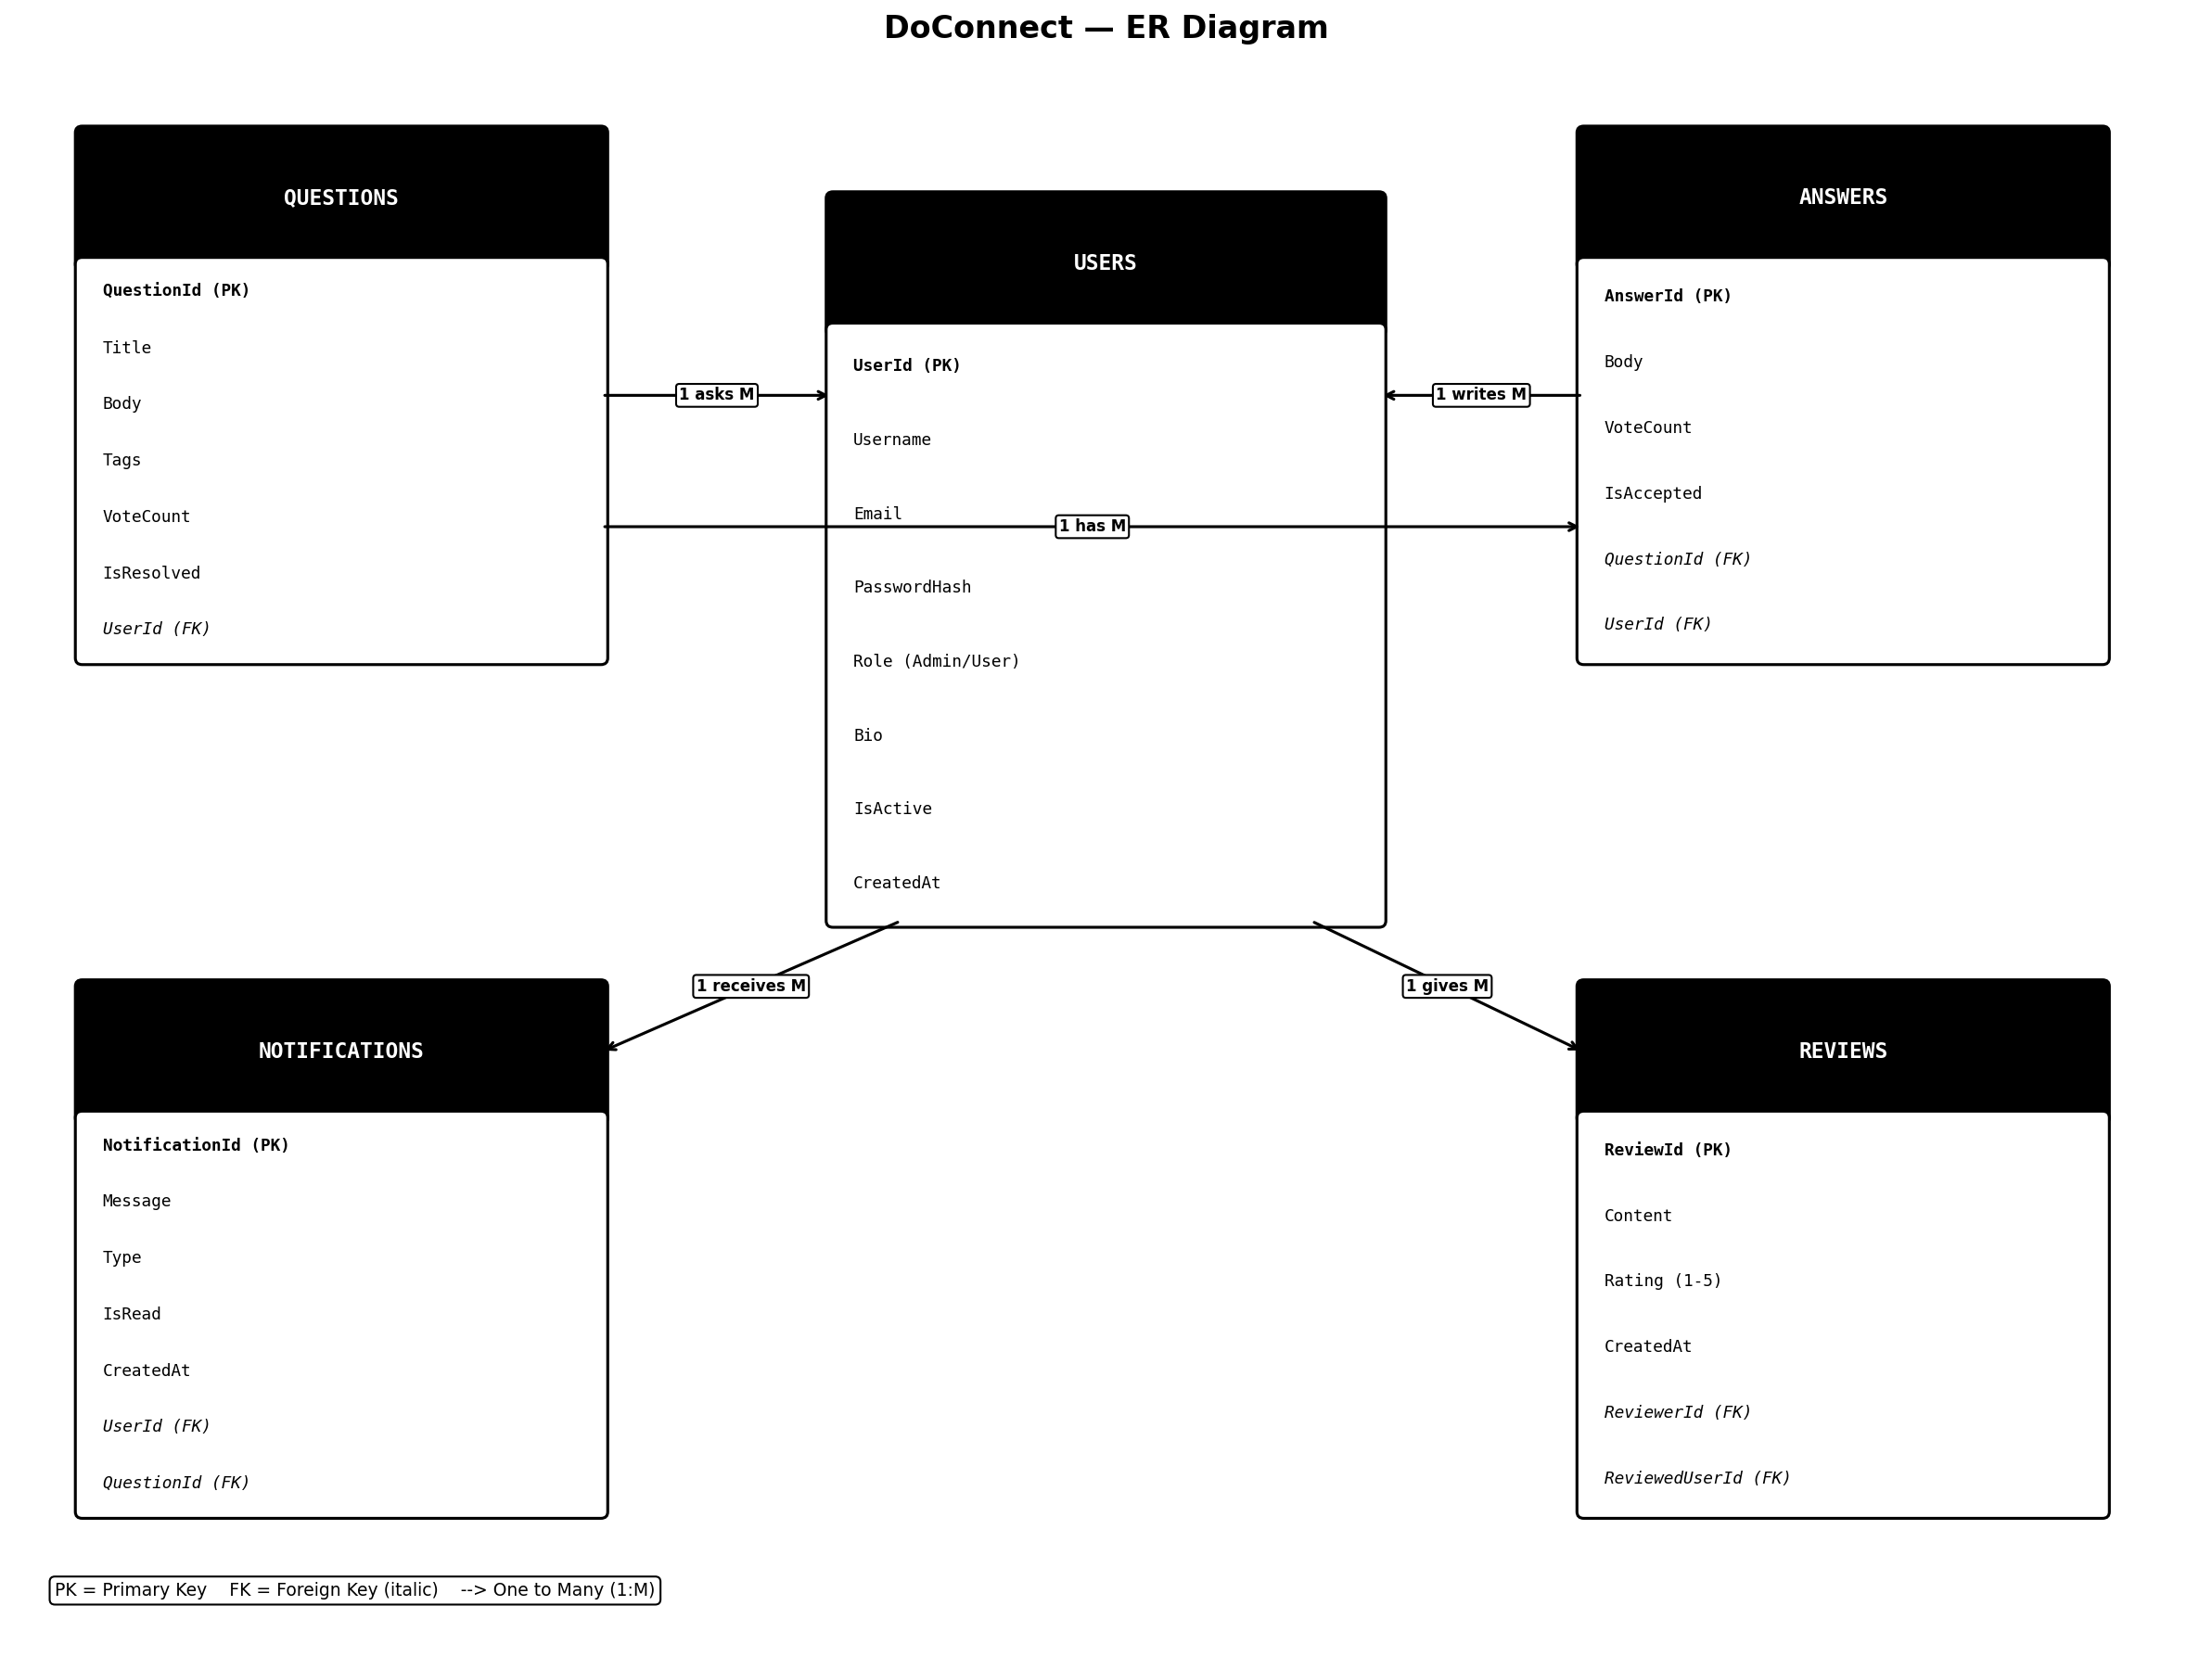 DoConnect — ER Diagram
QUESTIONS
QuestionId (PK)
Title
Body
Tags
VoteCount
IsResolved
UserId (FK)
1 asks M
USERS
UserId (PK)
Username
Email
PasswordHash
Role (Admin/User)
Bio
IsActive
CreatedAt
1 has M
1 writes M
ANSWERS
AnswerId (PK)
Body
VoteCount
IsAccepted
QuestionId (FK)
UserId (FK)
1 receives M
1 gives M
NOTIFICATIONS
NotificationId (PK)
Message
Type
IsRead
CreatedAt
UserId (FK)
QuestionId (FK)
REVIEWS
ReviewId (PK)
Content
Rating (1-5)
CreatedAt
ReviewerId (FK)
ReviewedUserId (FK)
PK = Primary Key    FK = Foreign Key (italic)    --> One to Many (1:M)